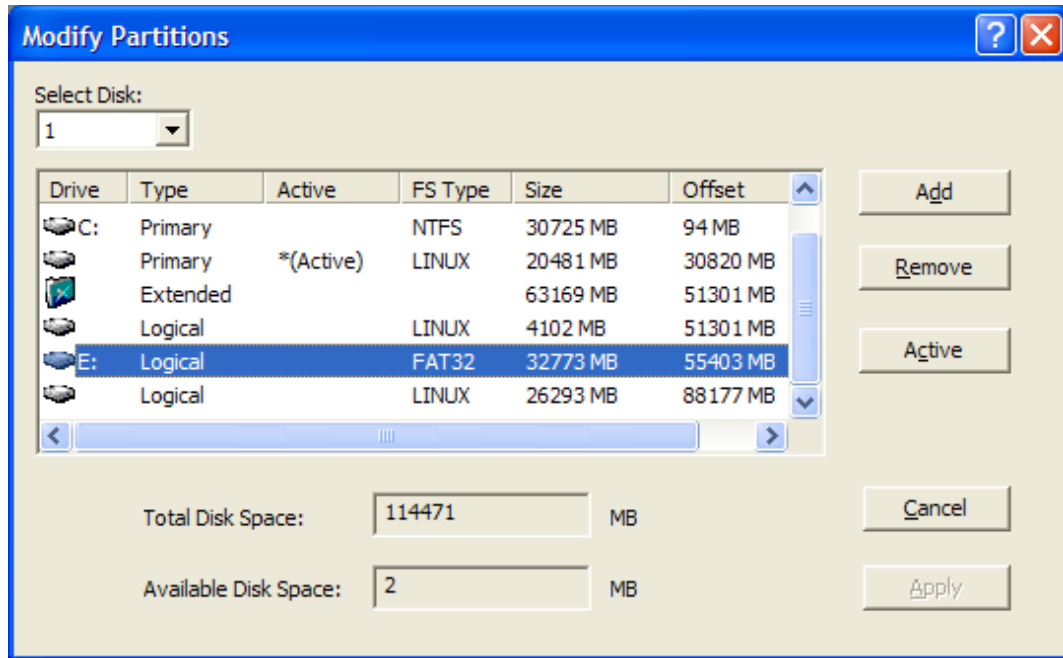 Modify Partitions
Select Disk:
1
Drive Type Active FS Type Size Offset
C: Primary NTFS 30725 MB 94 MB
Primary *(Active) LINUX 20481 MB 30820 MB
Extended 63169 MB 51301 MB
Logical LINUX 4102 MB 51301 MB
E: Logical FAT32 32773 MB 55403 MB
Logical LINUX 26293 MB 88177 MB
Add
Remove
Active
Total Disk Space: 114471 MB
Cancel
Available Disk Space: 2 MB
Apply